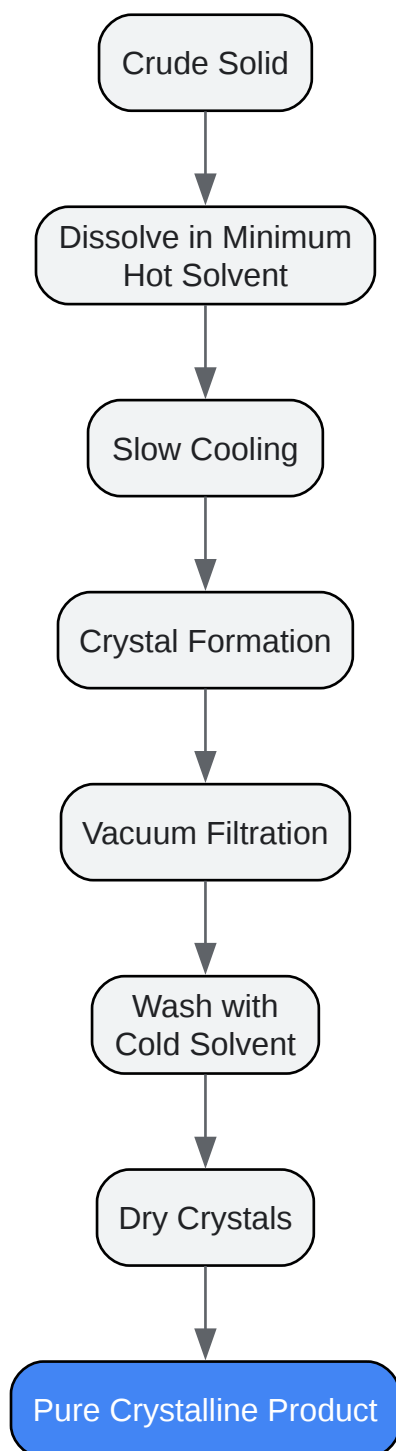 Crude Solid
Dissolve in Minimum
Hot Solvent
Slow Cooling
Crystal Formation
Vacuum Filtration
Wash with
Cold Solvent
Dry Crystals
Pure Crystalline Product